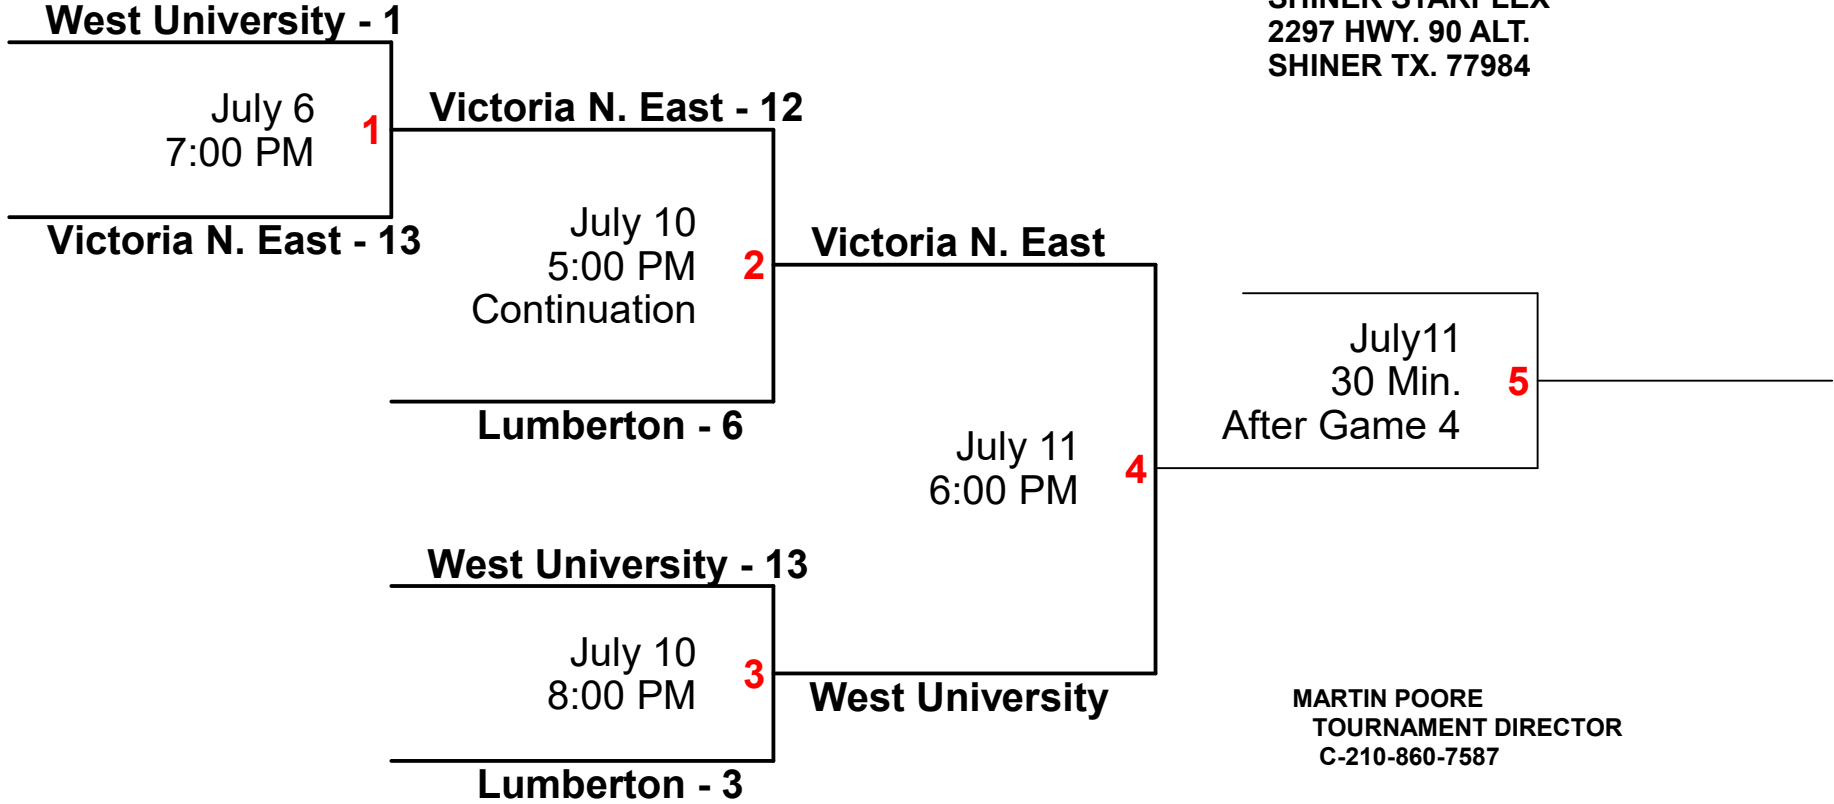 West University - 1
SHINER STARPLEX
2297 HWY. 90 ALT.
SHINER TX. 77984
July 6
7:00 PM
1
Victoria N. East - 12
Victoria N. East - 13
July 10
5:00 PM
Continuation
2
Victoria N. East
Lumberton - 6
July11
30 Min.
After Game 4
5
July 11
6:00 PM
4
West University - 13
July 10
8:00 PM
3
West University
Lumberton - 3
MARTIN POORE
TOURNAMENT DIRECTOR
C-210-860-7587